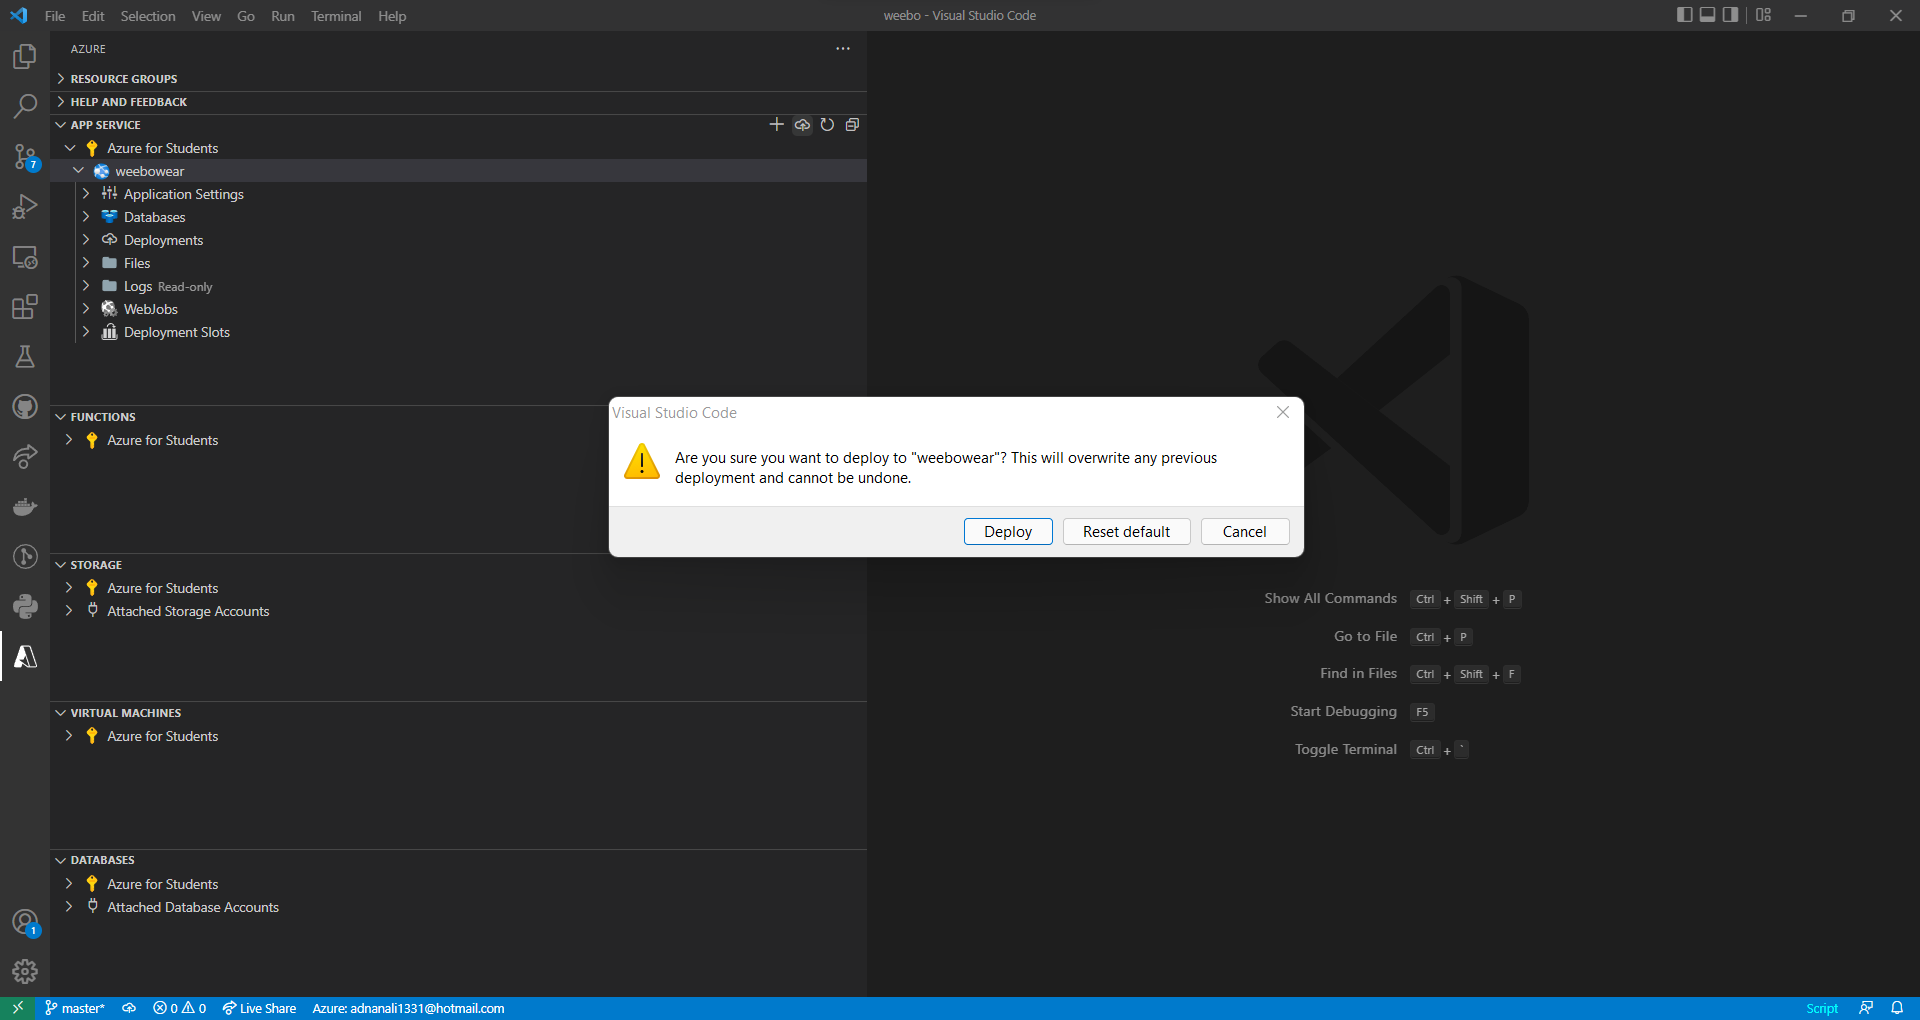 File Edit Selection View Go Run Terminal Help
weebo - Visual Studio Code
AZURE
RESOURCE GROUPS
HELP AND FEEDBACK
APP SERVICE
Azure for Students
weebowear
Application Settings
Databases
Deployments
Files
Logs Read-only
WebJobs
Deployment Slots
FUNCTIONS
Azure for Students
STORAGE
Azure for Students
Attached Storage Accounts
VIRTUAL MACHINES
Azure for Students
DATABASES
Azure for Students
Attached Database Accounts
7
1
Visual Studio Code
Are you sure you want to deploy to "weebowear"? This will overwrite any previous
deployment and cannot be undone.
Deploy Reset default Cancel
Show All Commands Ctrl + Shift + P
Go to File Ctrl + P
Find in Files Ctrl + Shift + F
Start Debugging F5
Toggle Terminal Ctrl + `
master* 0 0 Live Share Azure: adnanali1331@hotmail.com Script